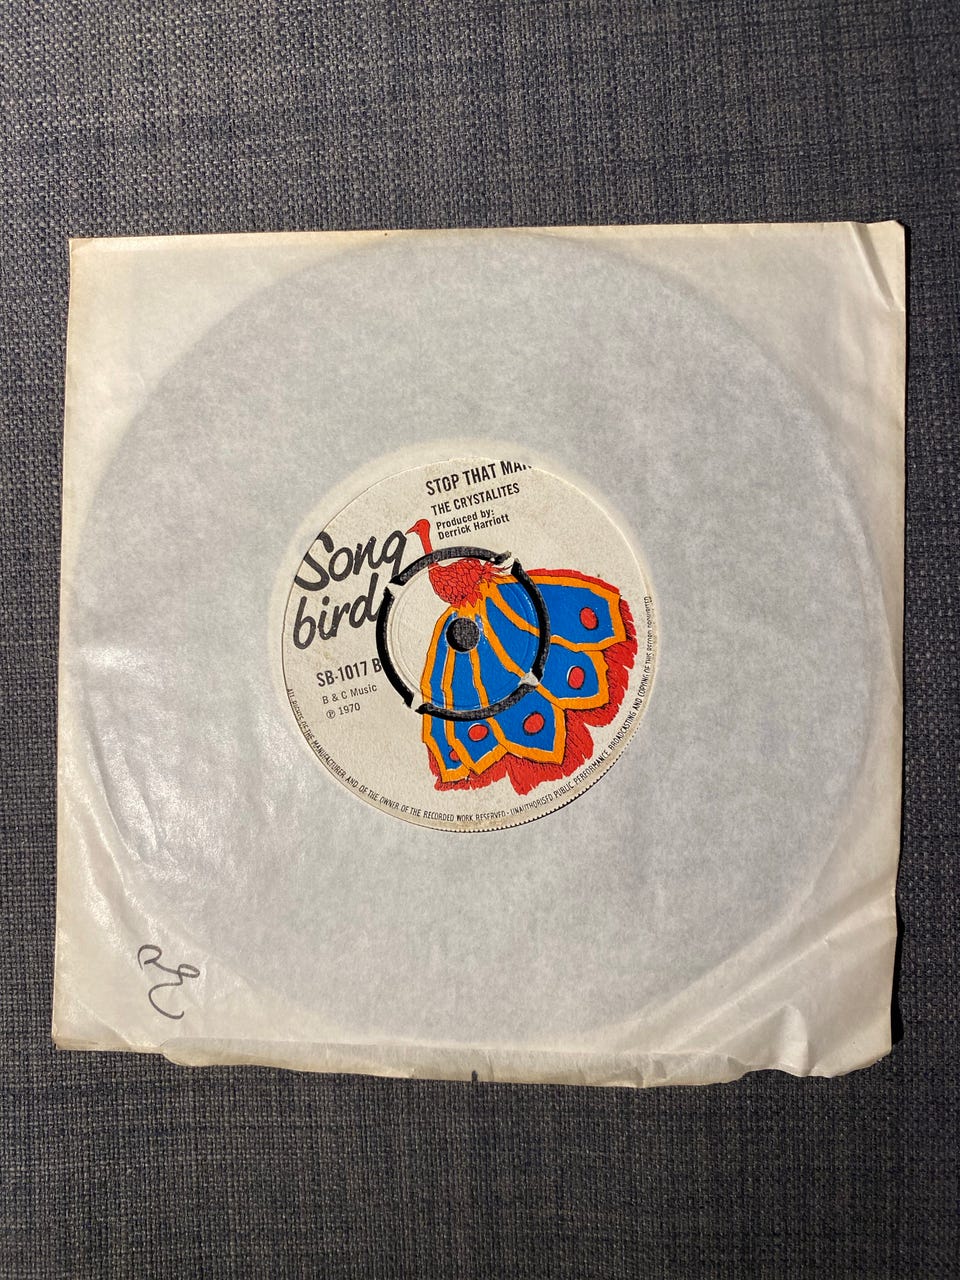 STOP THAT MAN
THE CRYSTALITES
Produced by:
Derrick Harriott
Song
bird
SB-1017 B
B & C Music
℗ 1970
ALL RIGHTS OF THE MANUFACTURER AND OF THE OWNER OF THE RECORDED WORK RESERVED - UNAUTHORISED PUBLIC PERFORMANCE, BROADCASTING AND COPYING OF THIS RECORD PROHIBITED